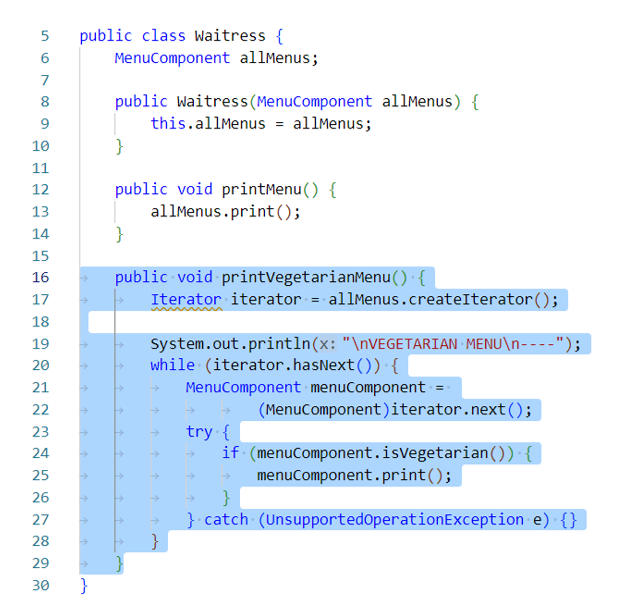 5 public class Waitress {
6 MenuComponent allMenus;
7
8 public Waitress(MenuComponent allMenus) {
9 this.allMenus = allMenus;
10 }
11
12 public void printMenu() {
13 allMenus.print();
14 }
15
16 public void printVegetarianMenu() {
17 Iterator iterator = allMenus.createIterator();
18
19 System.out.println(x: "\nVEGETARIAN MENU\n----");
20 while (iterator.hasNext()) {
21 MenuComponent menuComponent =
22 (MenuComponent)iterator.next();
23 try {
24 if (menuComponent.isVegetarian()) {
25 menuComponent.print();
26 }
27 } catch (UnsupportedOperationException e) {}
28 }
29 }
30 }